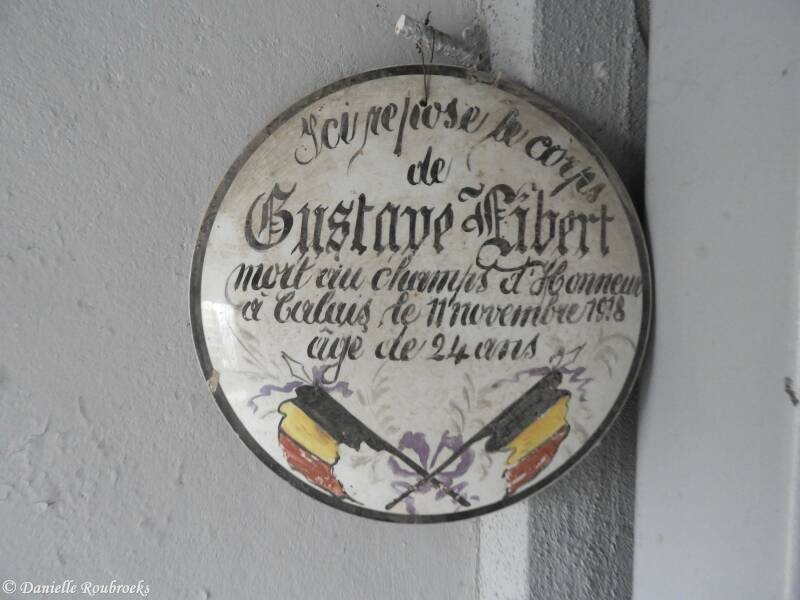 Ici repose le corps
de
Gustave Libert
mort au champs d'Honneur
à Calais, le 11 novembre 1918
âgé de 24 ans
© Danielle Roubroeks